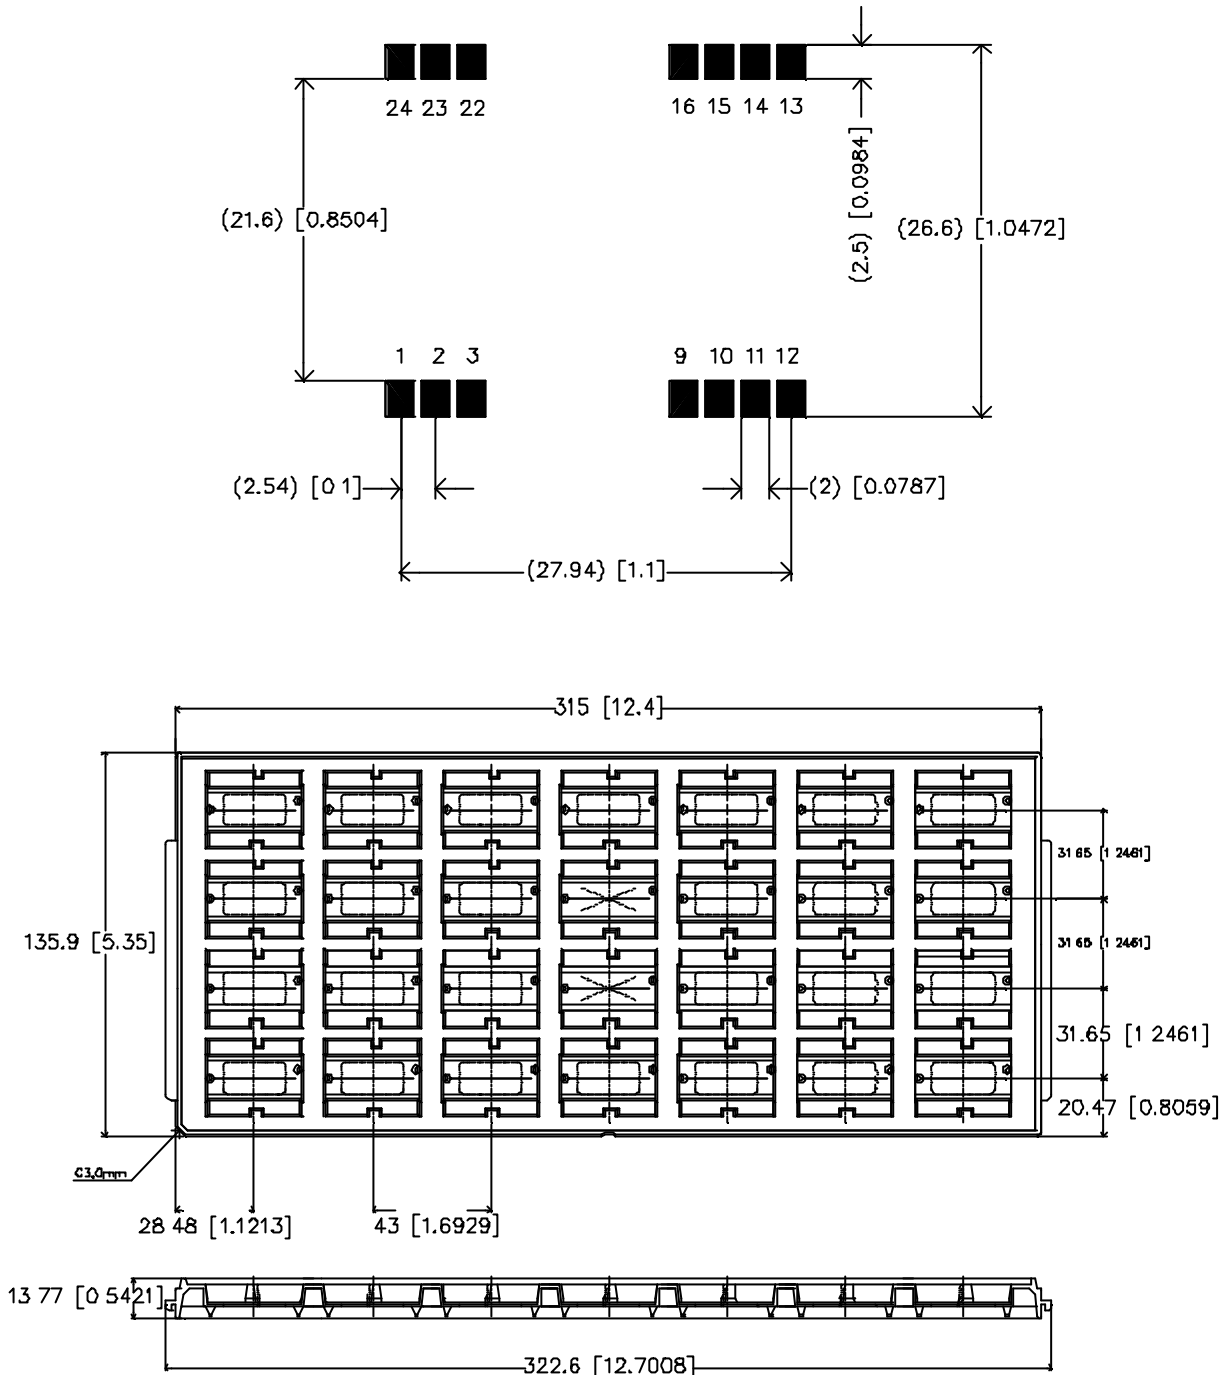 24 23 22 16 15 14 13
(2.5) [0.0984]
(21.6) [0.8504]
(26.6) [1.0472]
1 2 3 9 10 11 12
(2.54) [0 1]
(2) [0.0787]
(27.94) [1.1]
315 [12.4]
31 65 [1 2461]
135.9 [5.35]
31 65 [1 2461]
31.65 [1 2461]
20.47 [0.8059]
C3.0mm
28 48 [1.1213]
43 [1.6929]
13 77 [0 5421]
322.6 [12.7008]